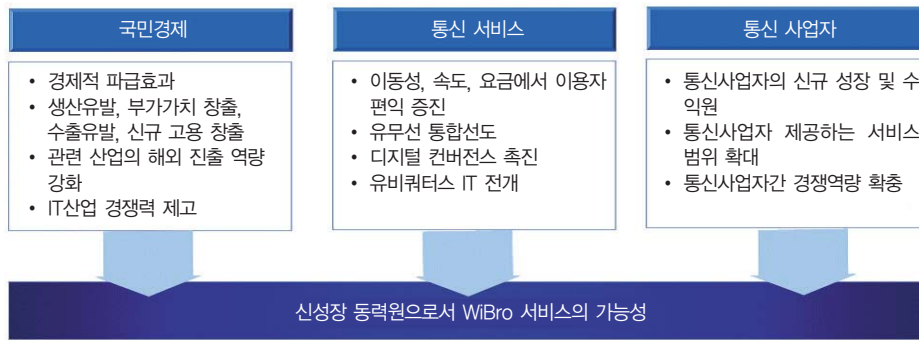 국민경제
• 경제적 파급효과
• 생산유발, 부가가치 창출,
수출유발, 신규 고용 창출
• 관련 산업의 해외 진출 역량
강화
• IT산업 경쟁력 제고
통신 서비스
• 이동성, 속도, 요금에서 이용자
편익 증진
• 유무선 통합선도
• 디지털 컨버전스 촉진
• 유비쿼터스 IT 전개
통신 사업자
• 통신사업자의 신규 성장 및 수
익원
• 통신사업자 제공하는 서비스
범위 확대
• 통신사업자간 경쟁역량 확충
신성장 동력원으로서 WiBro 서비스의 가능성